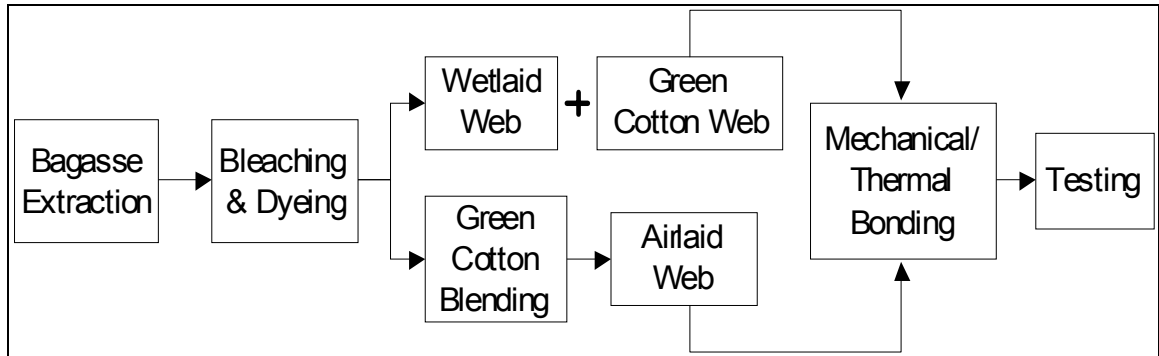 Bagasse
Extraction
Bleaching
& Dyeing
Wetlaid
Web
+
Green
Cotton Web
Green
Cotton
Blending
Airlaid
Web
Mechanical/
Thermal
Bonding
Testing